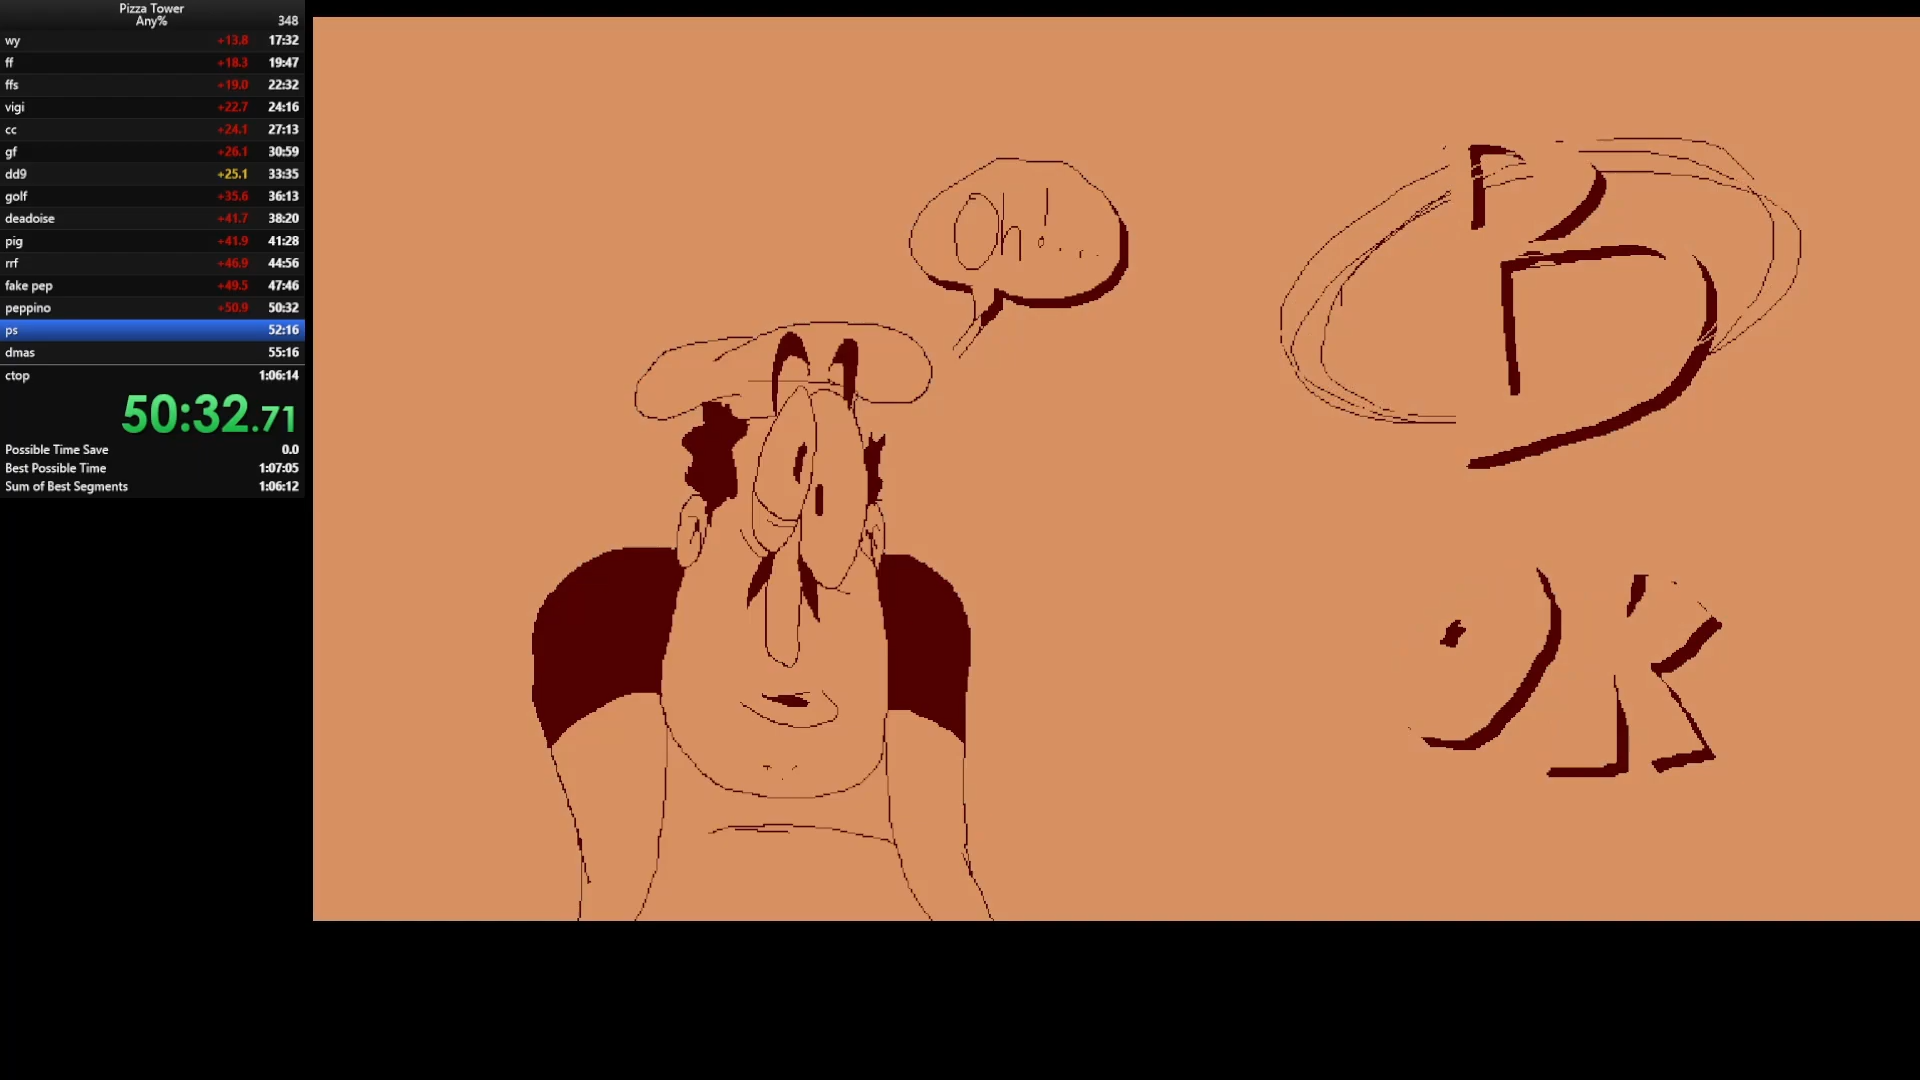 Pizza Tower
Any% 348
wy +13.8 17:32
ff +18.3 19:47
ffs +19.0 22:32
vigi +22.7 24:16
cc +24.1 27:13
gf +26.1 30:59
dd9 +25.1 33:35
golf +35.6 36:13
deadoise +41.7 38:20
pig +41.9 41:28
rrf +46.9 44:56
fake pep +49.5 47:46
peppino +50.9 50:32
ps 52:16
dmas 55:16
ctop 1:06:14
50:32.71
Possible Time Save 0.0
Best Possible Time 1:07:05
Sum of Best Segments 1:06:12
Oh!...
D
OK